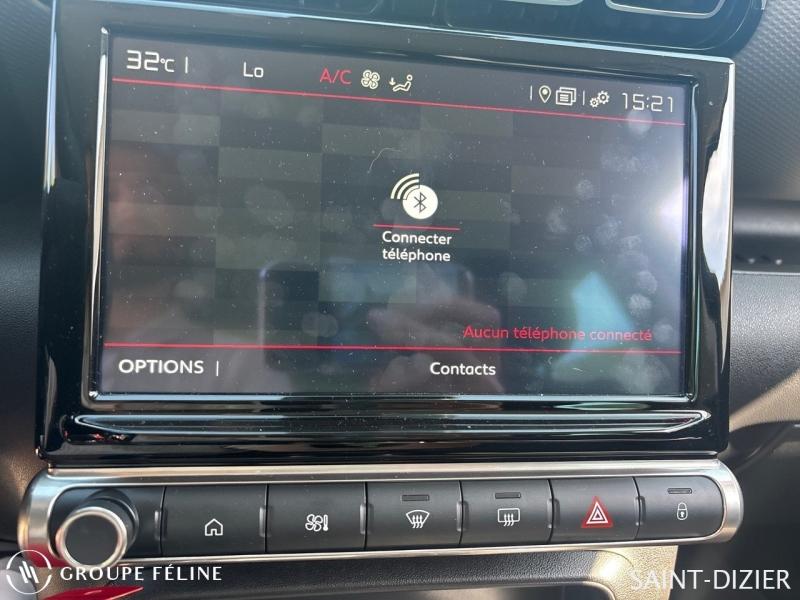 32°C | Lo A/C 15:21
Connecter
téléphone
Aucun téléphone connecté
OPTIONS | Contacts
GROUPE FÉLINE SAINT-DIZIER